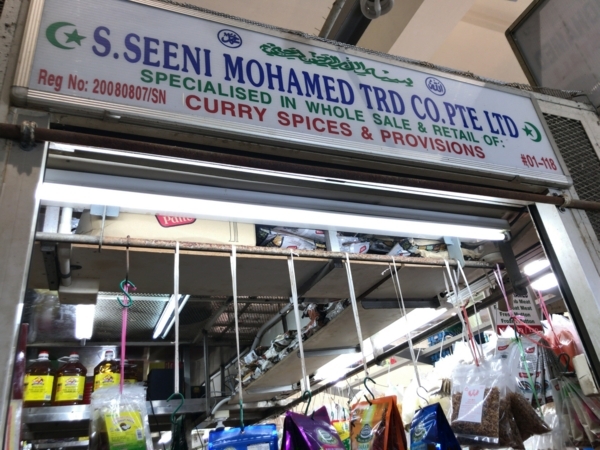 S.SEENI MOHAMED TRD CO.PTE LTD
Reg No: 20080807/SN
SPECIALISED IN WHOLE SALE & RETAIL OF:
CURRY SPICES & PROVISIONS
#01-118